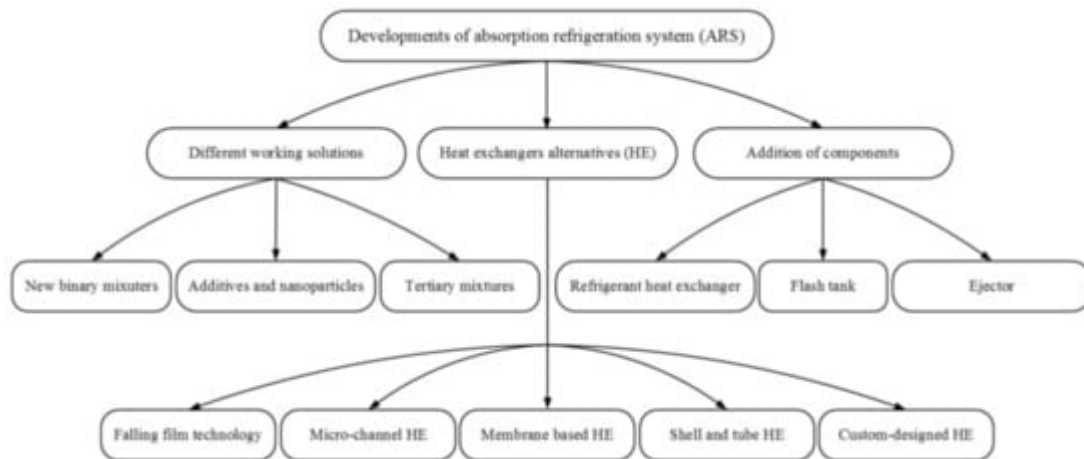 Developments of absorption refrigeration system (ARS)
Different working solutions
Heat exchangers alternatives (HE)
Addition of components
New binary mixuters
Additives and nanoparticles
Tertiary mixtures
Refrigerant heat exchanger
Flash tank
Ejector
Falling film technology
Micro-channel HE
Membrane based HE
Shell and tube HE
Custom-designed HE